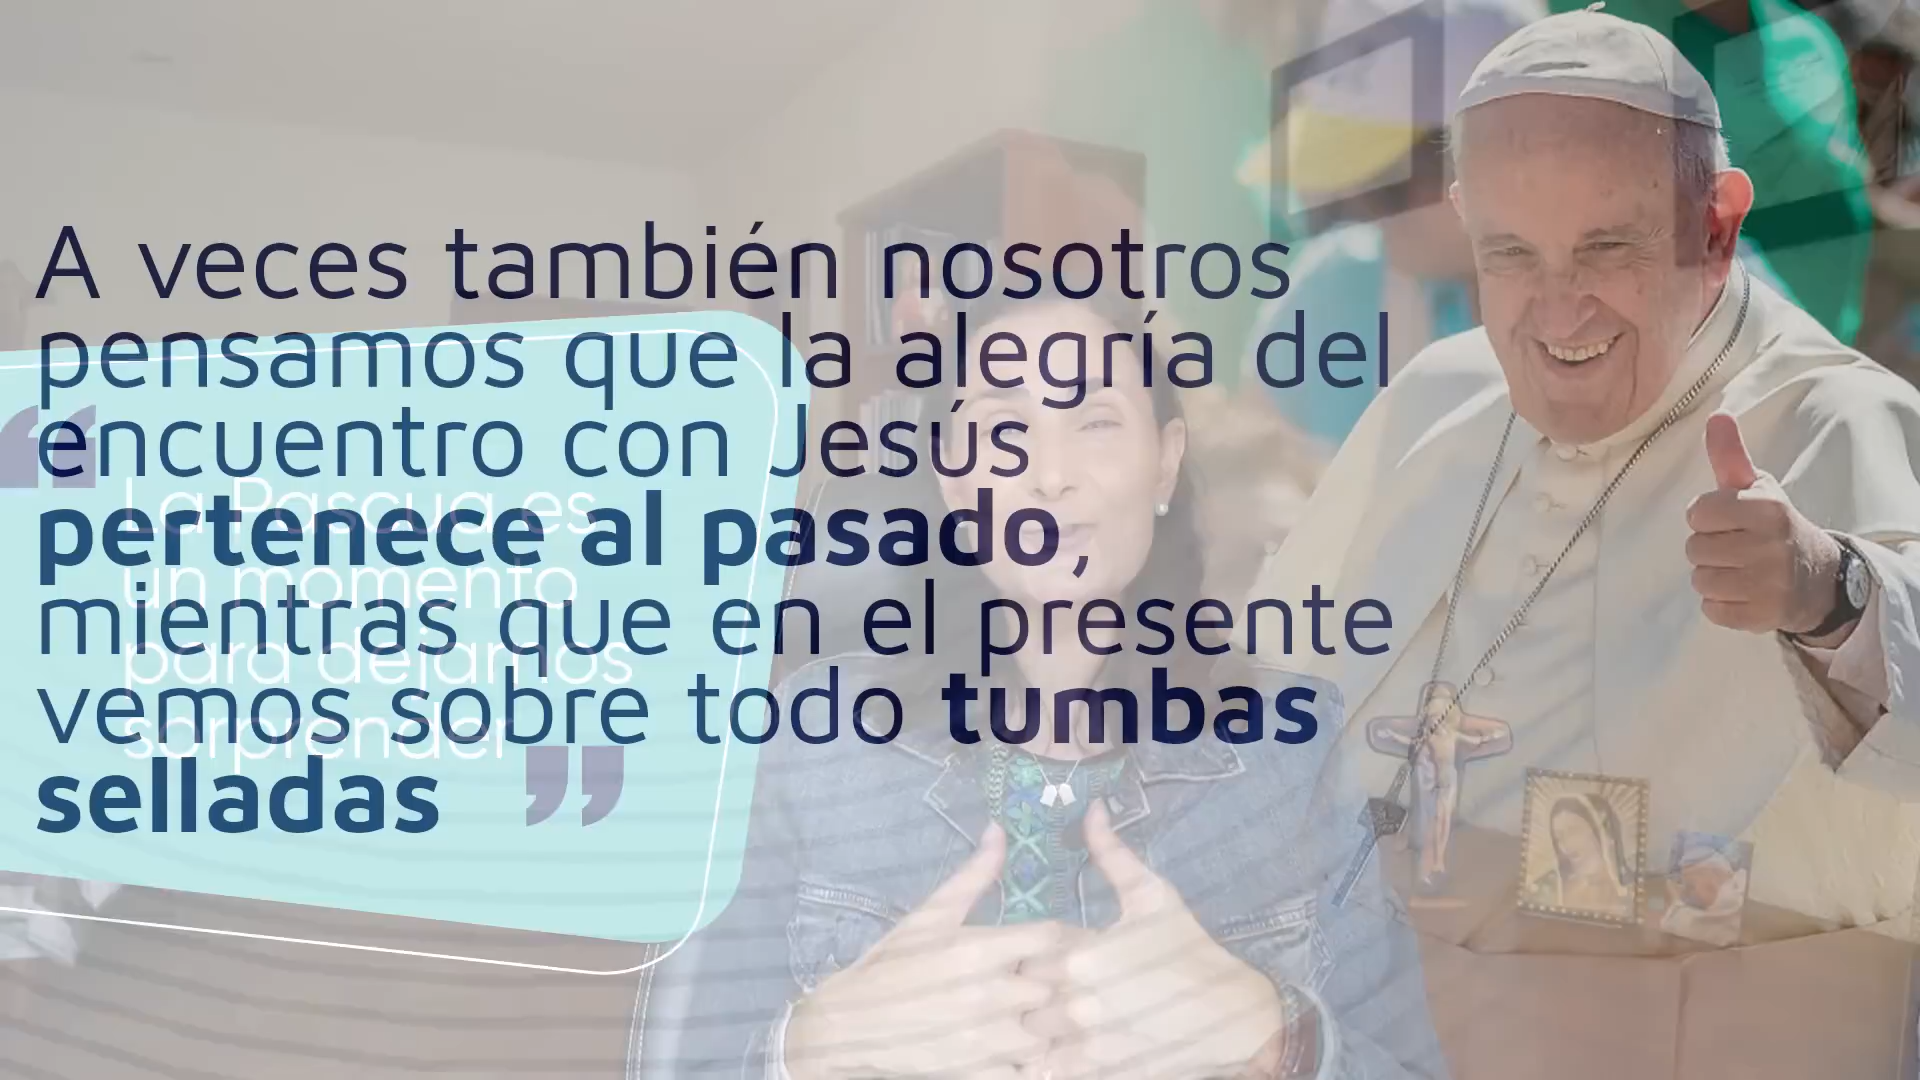 A veces también nosotros
pensamos que la alegría del
encuentro con Jesús
pertenece al pasado,
mientras que en el presente
vemos sobre todo tumbas
selladas ”
“
La Pascua es
un momento
para dejarnos
sorprender